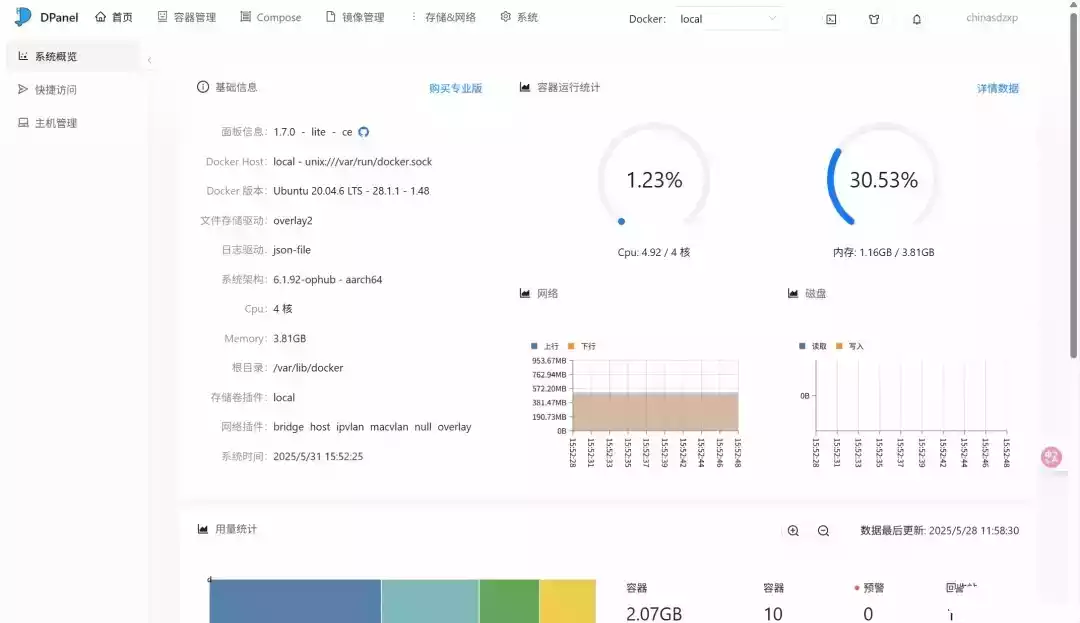 DPanel 首页 容器管理 Compose 镜像管理 存储&网络 系统 Docker: local chinasdzxp
系统概览
快捷访问
主机管理
基础信息 购买专业版
面板信息: 1.7.0 - lite - ce
Docker Host: local - unix:///var/run/docker.sock
Docker 版本: Ubuntu 20.04.6 LTS - 28.1.1 - 1.48
文件存储驱动: overlay2
日志驱动: json-file
系统架构: 6.1.92-ophub - aarch64
Cpu: 4 核
Memory: 3.81GB
根目录: /var/lib/docker
存储卷插件: local
网络插件: bridge host ipvlan macvlan null overlay
系统时间: 2025/5/31 15:52:25
容器运行统计 详情数据
1.23% 30.53%
Cpu: 4.92 / 4 核 内存: 1.16GB / 3.81GB
网络
上行 下行
953.67MB
762.94MB
572.20MB
381.47MB
190.73MB
0B
15:52:28 15:52:31 15:52:33 15:52:35 15:52:37 15:52:39 15:52:42 15:52:44 15:52:46 15:52:48
磁盘
读取 写入
0B
15:52:28 15:52:31 15:52:33 15:52:35 15:52:37 15:52:39 15:52:42 15:52:44 15:52:46 15:52:48
用量统计 数据最后更新: 2025/5/28 11:58:30
容器 容器 预警
2.07GB 10 0